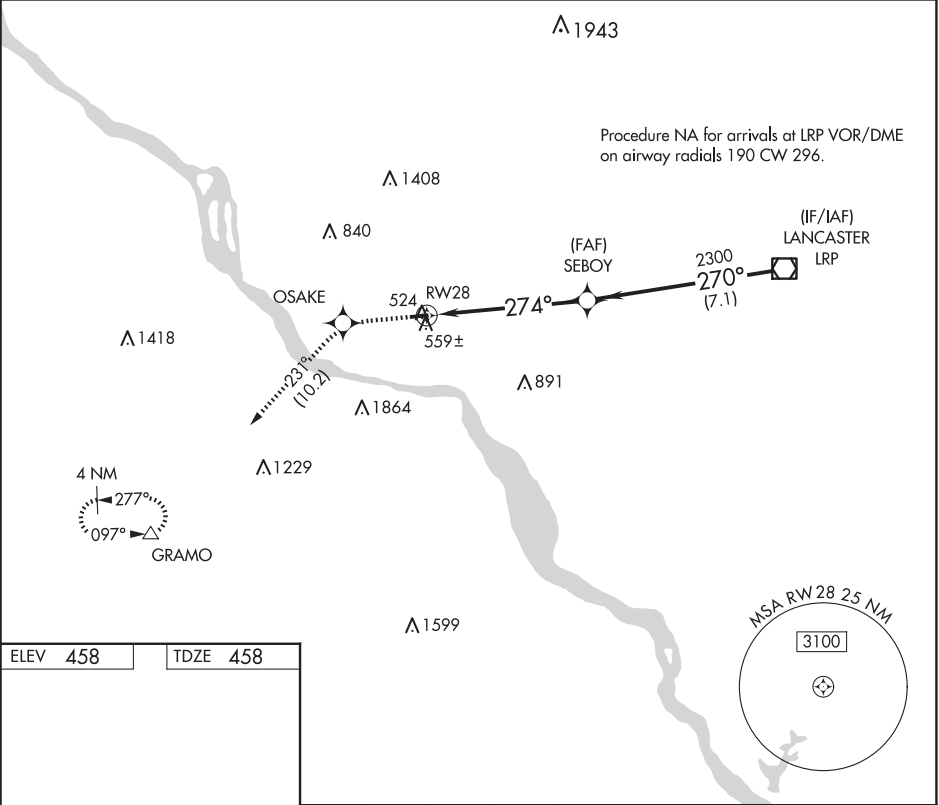 1943
Procedure NA for arrivals at LRP VOR/DME
on airway radials 190 CW 296.
1408
840
(IF/IAF)
LANCASTER
LRP
(FAF)
SEBOY
2300
270°
(7.1)
OSAKE
524
RW28
274°
559±
1418
231°
(10.2)
891
1864
1229
4 NM
277°
097°
GRAMO
1599
MSA RW28 25 NM
3100
ELEV 458
TDZE 458